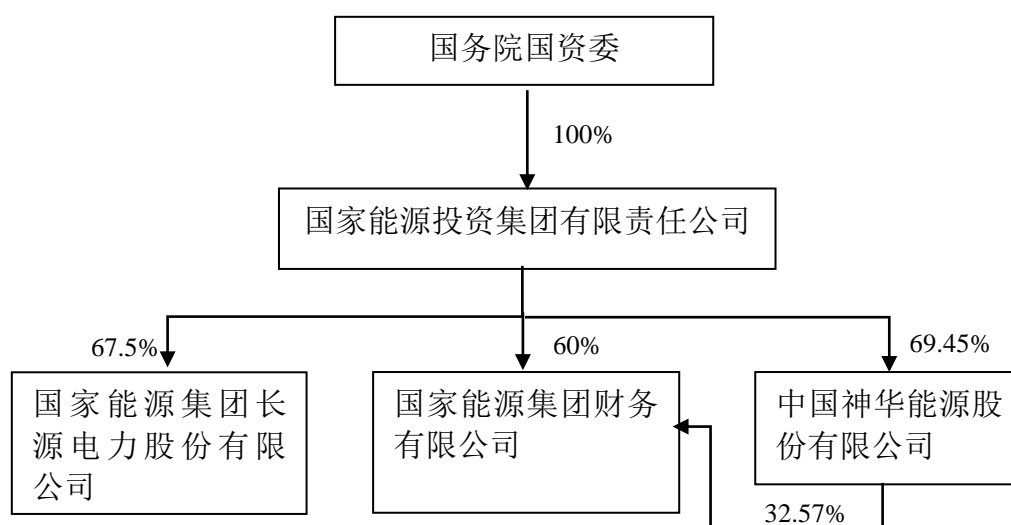 国务院国资委
100%
国家能源投资集团有限责任公司
67.5%
60%
69.45%
国家能源集团长
源电力股份有限
公司
国家能源集团财务
有限公司
中国神华能源股
份有限公司
32.57%